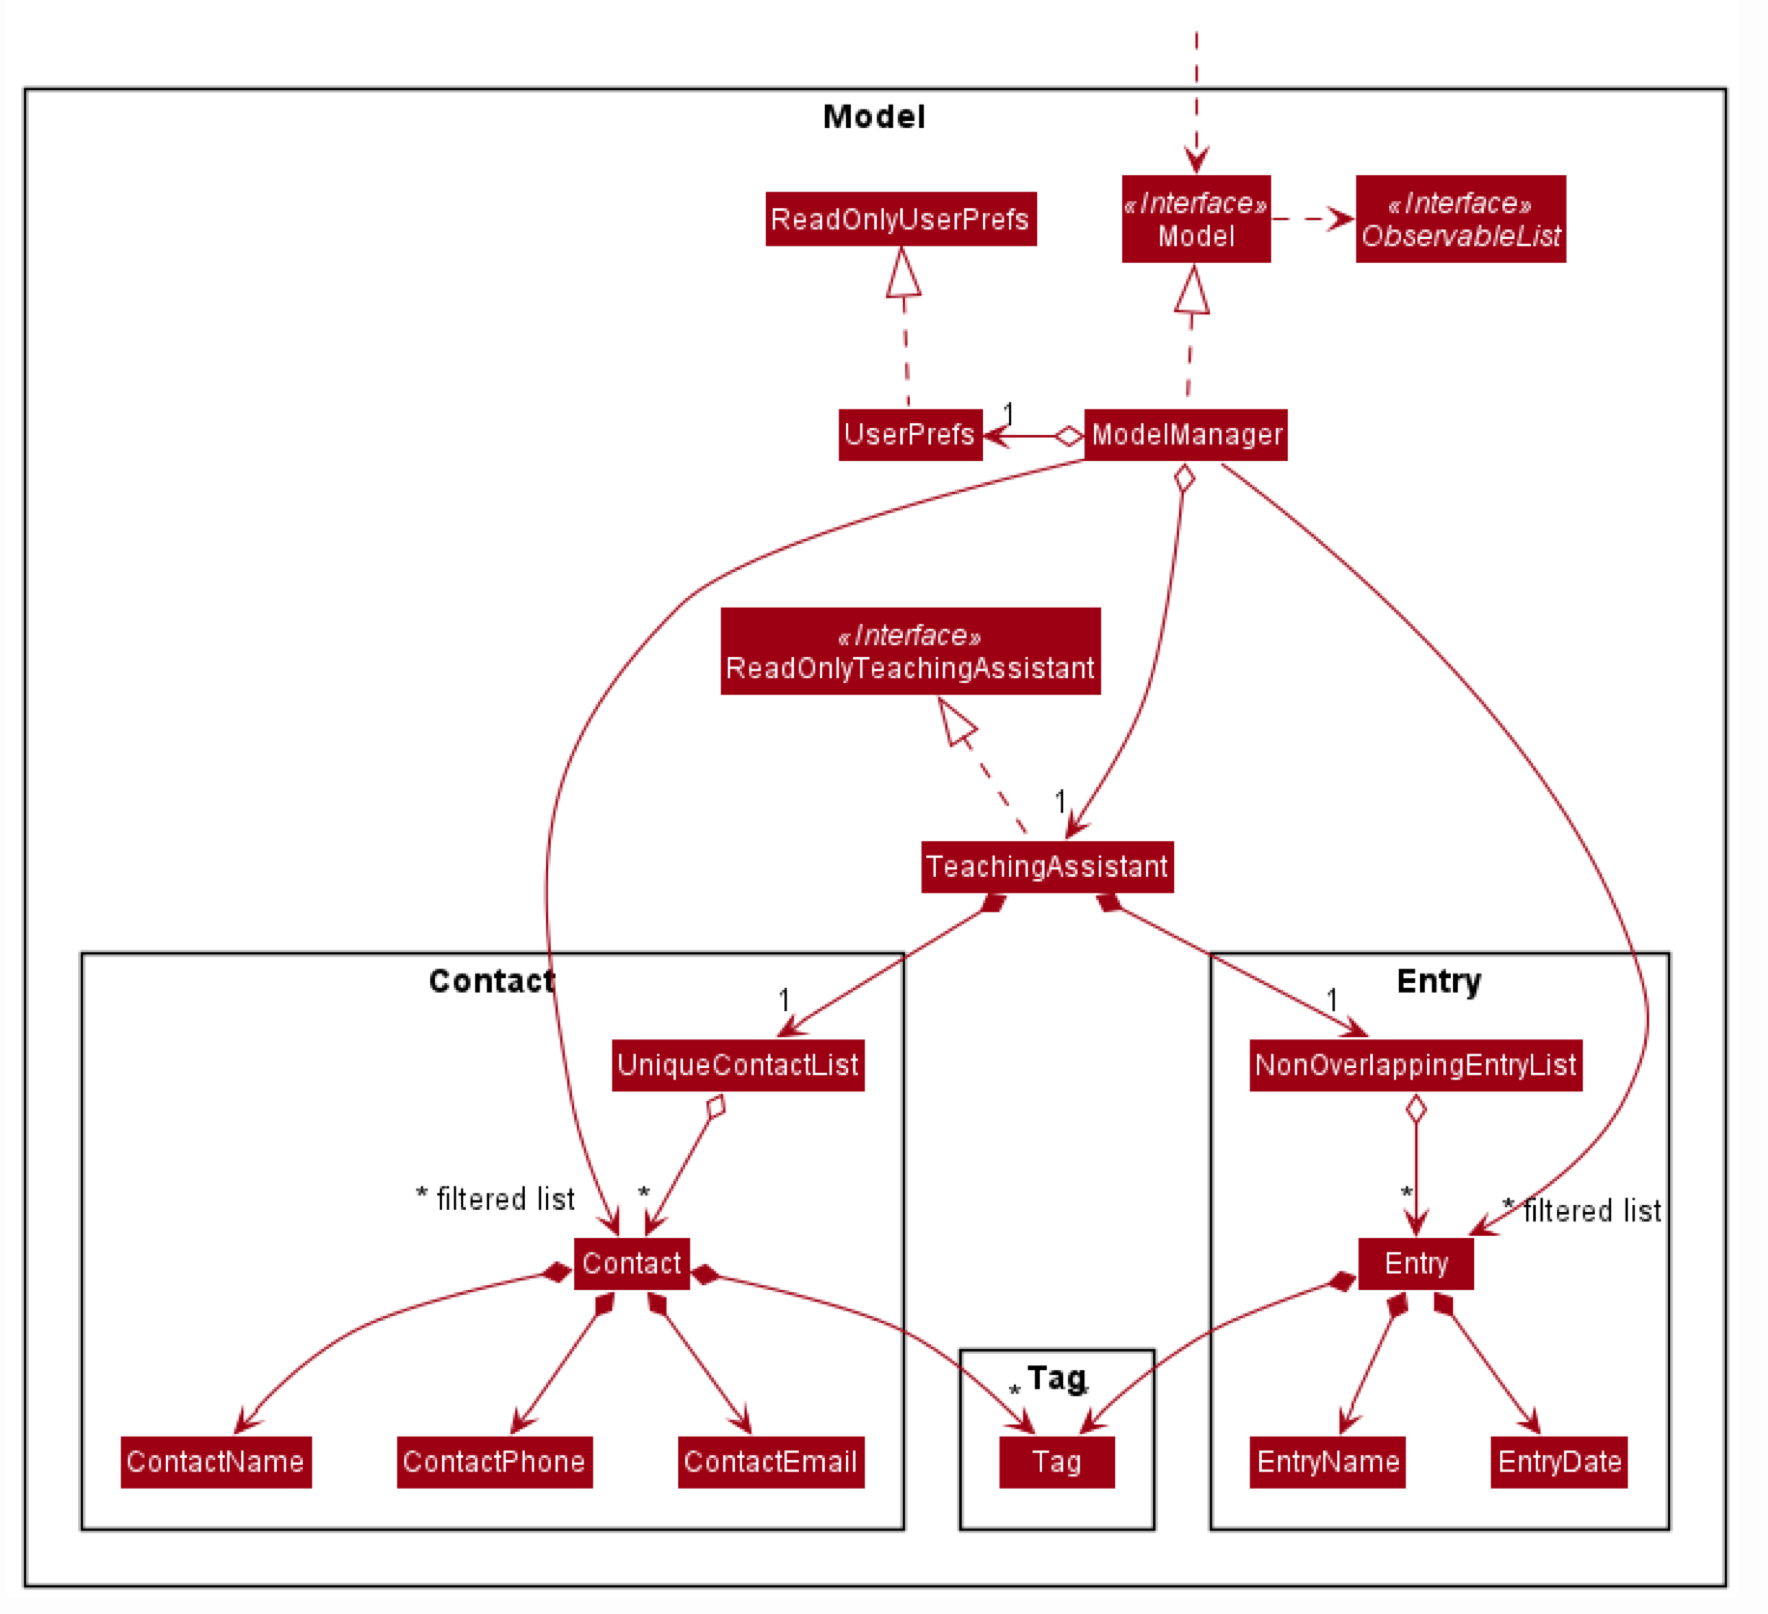 Model
ReadOnlyUserPrefs
«Interface»
Model
«Interface»
ObservableList
UserPrefs
1
ModelManager
«Interface»
ReadOnlyTeachingAssistant
1
TeachingAssistant
Contact
Entry
1
1
UniqueContactList
NonOverlappingEntryList
* filtered list
*
*
* filtered list
Contact
Entry
Tag
*
*
ContactName
ContactPhone
ContactEmail
Tag
EntryName
EntryDate